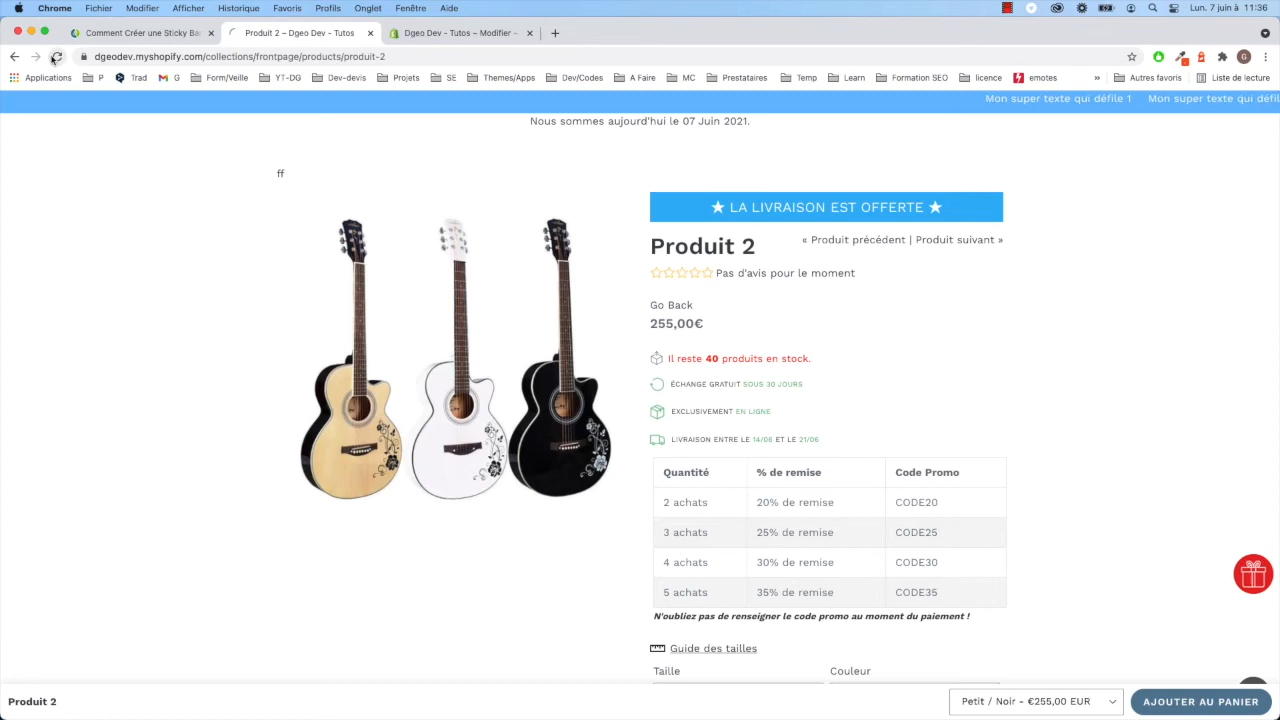 Chrome Fichier Modifier Afficher Historique Favoris Profils Onglet Fenêtre Aide Lun. 7 juin à 11:36
Comment Créer une Sticky Ba
Produit 2 – Dgeo Dev - Tutos
Dgeo Dev - Tutos ~ Modifier ~
dgeodev.myshopify.com/collections/frontpage/products/produit-2
G
Applications P Trad G Form/Veille YT-DG Dev-devis Projets SE Themes/Apps Dev/Codes A Faire MC Prestataires Temp Learn Formation SEO licence emotes » Autres favoris Liste de lecture
Mon super texte qui défile 1 Mon super texte qui défil
Nous sommes aujourd'hui le 07 Juin 2021.
ff
★ LA LIVRAISON EST OFFERTE ★
Produit 2
« Produit précédent | Produit suivant »
Pas d'avis pour le moment
Go Back
255,00€
Il reste 40 produits en stock.
ÉCHANGE GRATUIT SOUS 30 JOURS
EXCLUSIVEMENT EN LIGNE
LIVRAISON ENTRE LE 14/06 ET LE 21/06
Quantité % de remise Code Promo
2 achats 20% de remise CODE20
3 achats 25% de remise CODE25
4 achats 30% de remise CODE30
5 achats 35% de remise CODE35
N'oubliez pas de renseigner le code promo au moment du paiement !
Guide des tailles
Taille Couleur
Produit 2
Petit / Noir - €255,00 EUR
AJOUTER AU PANIER